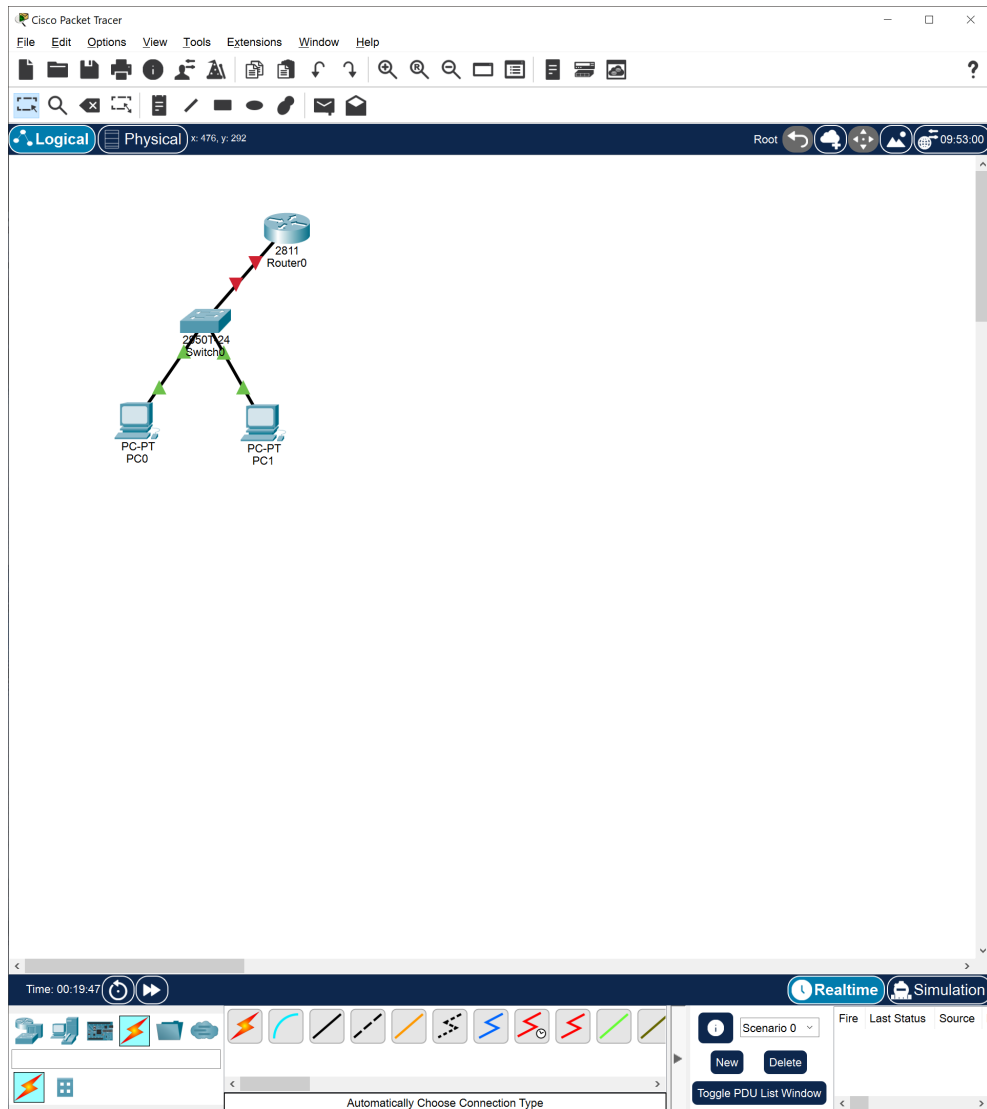 Cisco Packet Tracer
File Edit Options View Tools Extensions Window Help
?
Logical Physical x: 476, y: 292 Root 09:53:00
2811
Router0
2950T-24
Switch0
PC-PT
PC0
PC-PT
PC1
Time: 00:19:47 Realtime Simulation
Scenario 0
Fire Last Status Source
New Delete
Toggle PDU List Window
Automatically Choose Connection Type